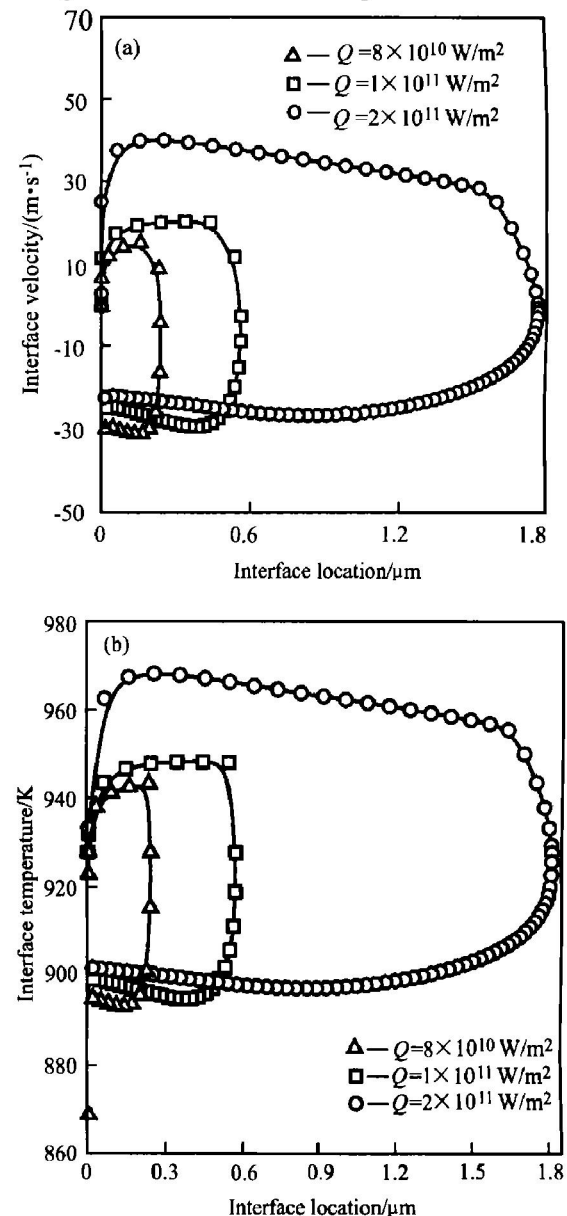 (a)
△— Q =8×10¹⁰ W/m²
□— Q =1×10¹¹ W/m²
○— Q =2×10¹¹ W/m²
Interface velocity/(m•s⁻¹)
70
50
30
10
-10
-30
-50
0 0.6 1.2 1.8
Interface location/μm
(b)
Interface temperature/K
980
960
940
920
900
880
860
△— Q=8×10¹⁰ W/m²
□— Q=1×10¹¹ W/m²
○— Q=2×10¹¹ W/m²
0 0.3 0.6 0.9 1.2 1.5 1.8
Interface location/μm